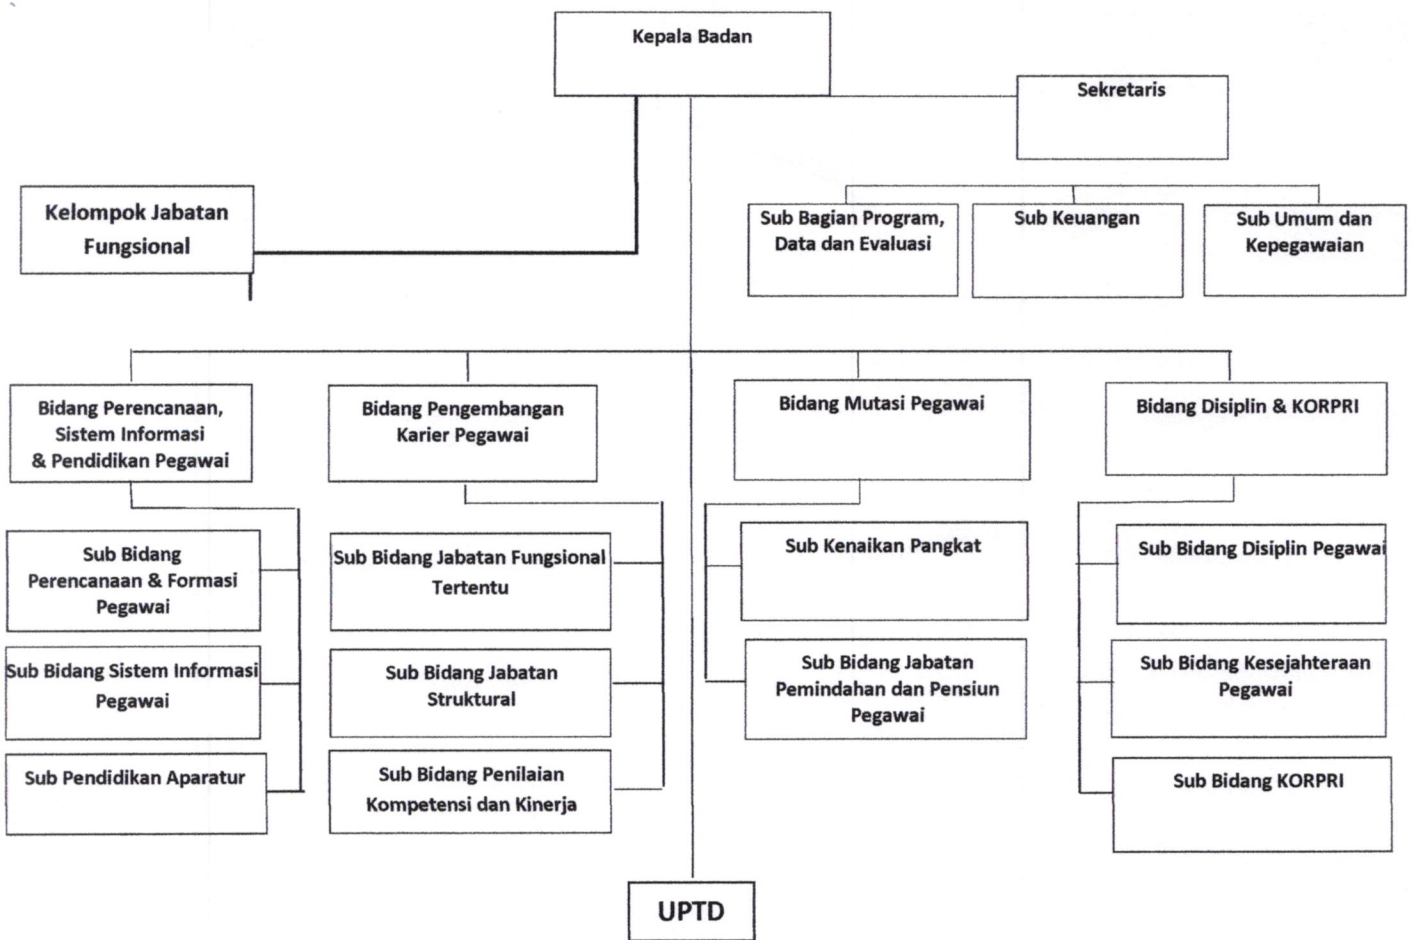 Kepala Badan
Sekretaris
Kelompok Jabatan
Fungsional
Sub Bagian Program,
Data dan Evaluasi
Sub Keuangan
Sub Umum dan
Kepegawaian
Bidang Perencanaan,
Sistem Informasi
& Pendidikan Pegawai
Bidang Pengembangan
Karier Pegawai
Bidang Mutasi Pegawai
Bidang Disiplin & KORPRI
Sub Bidang
Perencanaan & Formasi
Pegawai
Sub Bidang Jabatan Fungsional
Tertentu
Sub Kenaikan Pangkat
Sub Bidang Disiplin Pegawai
Sub Bidang Sistem Informasi
Pegawai
Sub Bidang Jabatan
Struktural
Sub Bidang Jabatan
Pemindahan dan Pensiun
Pegawai
Sub Bidang Kesejahteraan
Pegawai
Sub Pendidikan Aparatur
Sub Bidang Penilaian
Kompetensi dan Kinerja
Sub Bidang KORPRI
UPTD